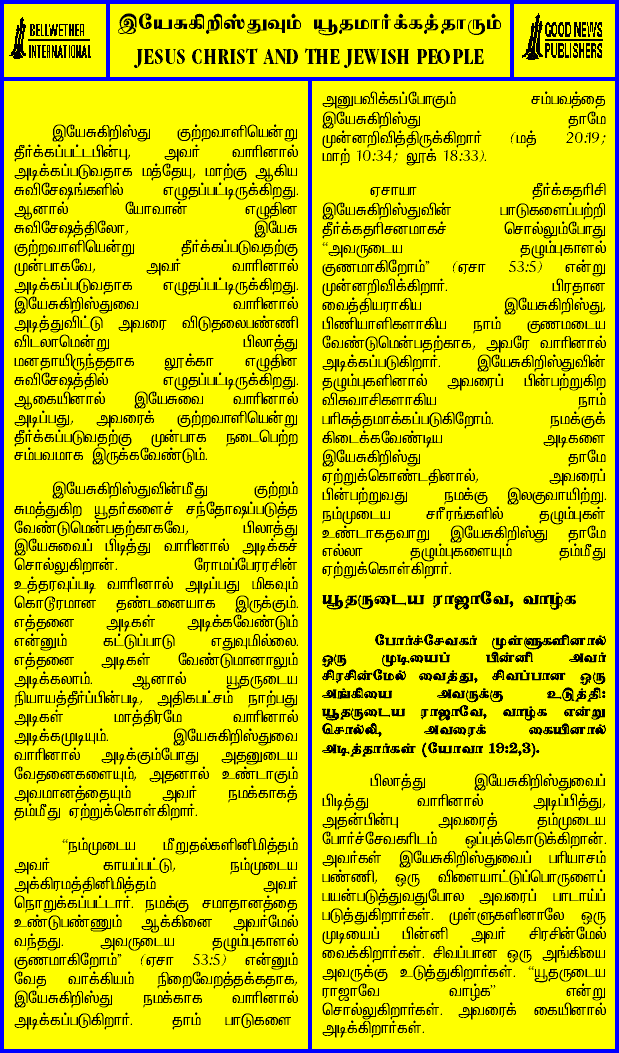 BELLWETHER
INTERNATIONAL
இயேசுகிறிஸ்துவும் யூதமார்க்கத்தாரும்
JESUS CHRIST AND THE JEWISH PEOPLE
GOOD NEWS
PUBLISHERS
இயேசுகிறிஸ்து குற்றவாளியென்று
தீர்க்கப்பட்டபின்பு, அவர் வாரினால்
அடிக்கப்படுவதாக மத்தேயு, மாற்கு ஆகிய
சுவிசேஷங்களில் எழுதப்பட்டிருக்கிறது.
ஆனால் யோவான் எழுதின
சுவிசேஷத்திலோ, இயேசு
குற்றவாளியென்று தீர்க்கப்படுவதற்கு
முன்பாகவே, அவர் வாரினால்
அடிக்கப்படுவதாக எழுதப்பட்டிருக்கிறது.
இயேசுகிறிஸ்துவை வாரினால்
அடித்துவிட்டு அவரை விடுதலைபண்ணி
விடலாமென்று பிலாத்து
மனதாயிருந்ததாக லூக்கா எழுதின
சுவிசேஷத்தில் எழுதப்பட்டிருக்கிறது.
ஆகையினால் இயேசுவை வாரினால்
அடிப்பது, அவரைக் குற்றவாளியென்று
தீர்க்கப்படுவதற்கு முன்பாக நடைபெற்ற
சம்பவமாக இருக்கவேண்டும்.
இயேசுகிறிஸ்துவின்மீது குற்றம்
சுமத்துகிற யூதர்களைச் சந்தோஷப்படுத்த
வேண்டுமென்பதற்காகவே, பிலாத்து
இயேசுவைப் பிடித்து வாரினால் அடிக்கச்
சொல்லுகிறான். ரோமப்பேரரசின்
உத்தரவுப்படி வாரினால் அடிப்பது மிகவும்
கொடூரமான தண்டனையாக இருக்கும்.
எத்தனை அடிகள் அடிக்கவேண்டும்
என்னும் கட்டுப்பாடு எதுவுமில்லை.
எத்தனை அடிகள் வேண்டுமானாலும்
அடிக்கலாம். ஆனால் யூதருடைய
நியாயத்தீர்ப்பின்படி, அதிகபட்சம் நாற்பது
அடிகள் மாத்திரமே வாரினால்
அடிக்கமுடியும். இயேசுகிறிஸ்துவை
வாரினால் அடிக்கும்போது அதனுடைய
வேதனைகளையும், அதனால் உண்டாகும்
அவமானத்தையும் அவர் நமக்காகத்
தம்மீது ஏற்றுக்கொள்கிறார்.
“நம்முடைய மீறுதல்களினிமித்தம்
அவர் காயப்பட்டு, நம்முடைய
அக்கிரமத்தினிமித்தம் அவர்
நொறுக்கப்பட்டார். நமக்கு சமாதானத்தை
உண்டுபண்ணும் ஆக்கினை அவர்மேல்
வந்தது. அவருடைய தழும்புகாளல்
குணமாகிறோம்” (ஏசா 53:5) என்னும்
வேத வாக்கியம் நிறைவேறத்தக்கதாக,
இயேசுகிறிஸ்து நமக்காக வாரினால்
அடிக்கப்படுகிறார். தாம் பாடுகளை
அனுபவிக்கப்போகும் சம்பவத்தை
இயேசுகிறிஸ்து தாமே
முன்னறிவித்திருக்கிறார் (மத் 20:19;
மாற் 10:34; லூக் 18:33).
ஏசாயா தீர்க்கதரிசி
இயேசுகிறிஸ்துவின் பாடுகளைப்பற்றி
தீர்க்கதரிசனமாகச் சொல்லும்போது
“அவருடைய தழும்புகாளல்
குணமாகிறோம்” (ஏசா 53:5) என்று
முன்னறிவிக்கிறார். பிரதான
வைத்தியராகிய இயேசுகிறிஸ்து,
பிணியாளிகளாகிய நாம் குணமடைய
வேண்டுமென்பதற்காக, அவரே வாரினால்
அடிக்கப்படுகிறார். இயேசுகிறிஸ்துவின்
தழும்புகளினால் அவரைப் பின்பற்றுகிற
விசுவாசிகளாகிய நாம்
பரிசுத்தமாக்கப்படுகிறோம். நமக்குக்
கிடைக்கவேண்டிய அடிகளை
இயேசுகிறிஸ்து தாமே
ஏற்றுக்கொண்டதினால், அவரைப்
பின்பற்றுவது நமக்கு இலகுவாயிற்று.
நம்முடைய சரீரங்களில் தழும்புகள்
உண்டாகதவாறு இயேசுகிறிஸ்து தாமே
எல்லா தழும்புகளையும் தம்மீது
ஏற்றுக்கொள்கிறார்.
யூதருடைய ராஜாவே, வாழ்க
போர்ச்சேவகர் முள்ளுகளினால்
ஒரு முடியைப் பின்னி அவர்
சிரசின்மேல் வைத்து, சிவப்பான ஒரு
அங்கியை அவருக்கு உடுத்தி:
யூதருடைய ராஜாவே, வாழ்க என்று
சொல்லி, அவரைக் கையினால்
அடித்தார்கள் (யோவா 19:2,3).
பிலாத்து இயேசுகிறிஸ்துவைப்
பிடித்து வாரினால் அடிப்பித்து,
அதன்பின்பு அவரைத் தம்முடைய
போர்ச்சேவகரிடம் ஒப்புக்கொடுக்கிறான்.
அவர்கள் இயேசுகிறிஸ்துவைப் பரியாசம்
பண்ணி, ஒரு விளையாட்டுப்பொருளைப்
பயன்படுத்துவதுபோல அவரைப் பாடாய்ப்
படுத்துகிறார்கள். முள்ளுகளினாலே ஒரு
முடியைப் பின்னி அவர் சிரசின்மேல்
வைக்கிறார்கள். சிவப்பான ஒரு அங்கியை
அவருக்கு உடுத்துகிறார்கள். “யூதருடைய
ராஜாவே வாழ்க” என்று
சொல்லுகிறார்கள். அவரைக் கையினால்
அடிக்கிறார்கள்.